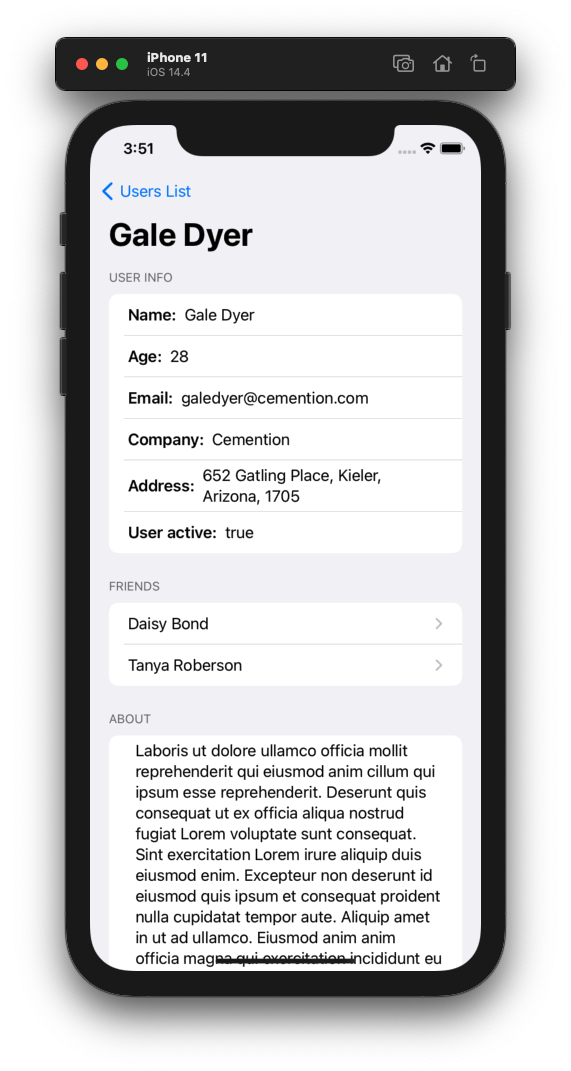 iPhone 11
iOS 14.4
3:51
Users List
Gale Dyer
USER INFO
Name: Gale Dyer
Age: 28
Email: galedyer@cemention.com
Company: Cemention
Address: 652 Gatling Place, Kieler,
Arizona, 1705
User active: true
FRIENDS
Daisy Bond
Tanya Roberson
ABOUT
Laboris ut dolore ullamco officia mollit
reprehenderit qui eiusmod anim cillum qui
ipsum esse reprehenderit. Deserunt quis
consequat ut ex officia aliqua nostrud
fugiat Lorem voluptate sunt consequat.
Sint exercitation Lorem irure aliquip duis
eiusmod enim. Excepteur non deserunt id
eiusmod quis ipsum et consequat proident
nulla cupidatat tempor aute. Aliquip amet
in ut ad ullamco. Eiusmod anim anim
officia magna qui exercitation incididunt eu